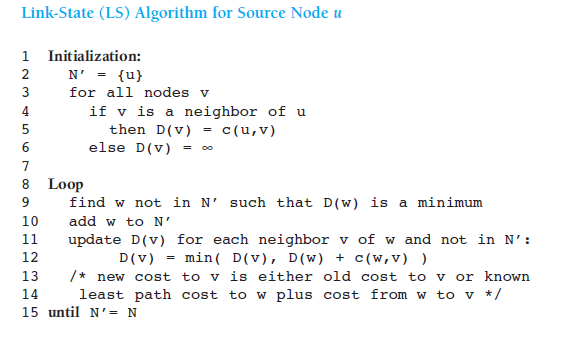 Link-State (LS) Algorithm for Source Node u
1 Initialization:
2 N' = {u}
3 for all nodes v
4 if v is a neighbor of u
5 then D(v) = c(u,v)
6 else D(v) = ∞
7
8 Loop
9 find w not in N' such that D(w) is a minimum
10 add w to N'
11 update D(v) for each neighbor v of w and not in N':
12 D(v) = min( D(v), D(w) + c(w,v) )
13 /* new cost to v is either old cost to v or known
14 least path cost to w plus cost from w to v */
15 until N'= N